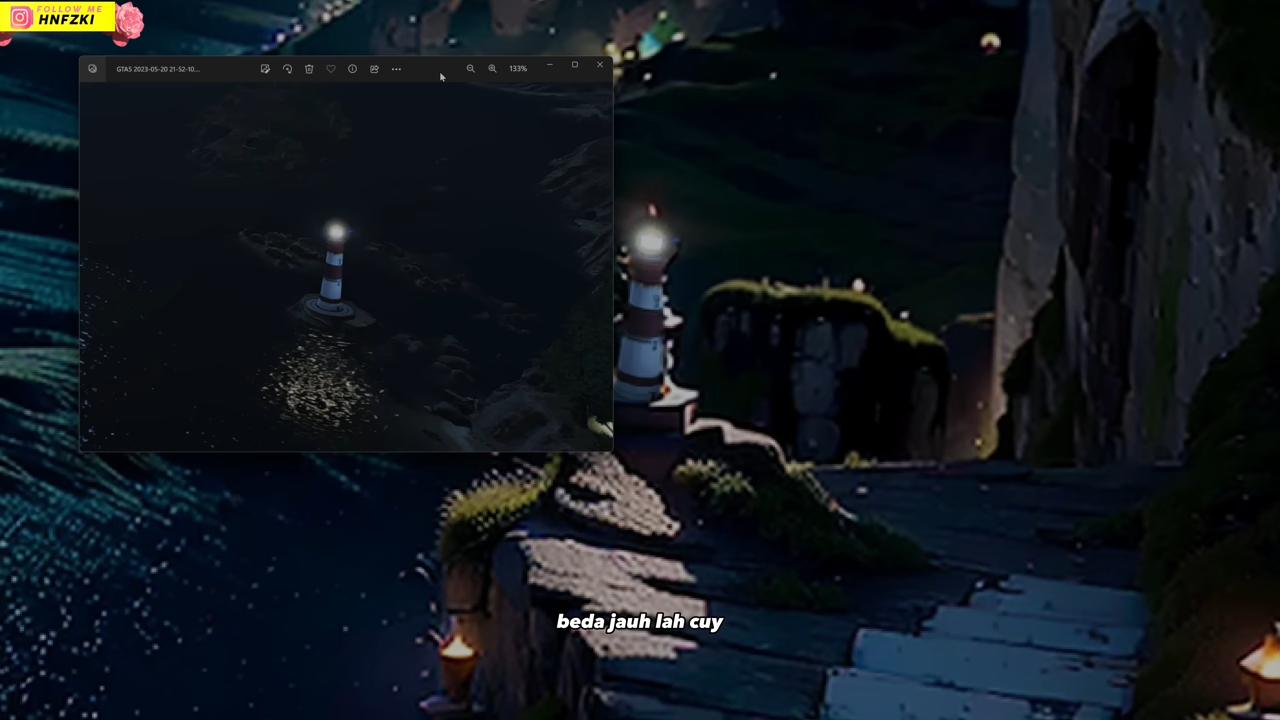 FOLLOW ME
HNFZKI
GTA5 2023-05-20 21-52-10...
133%
beda jauh lah cuy